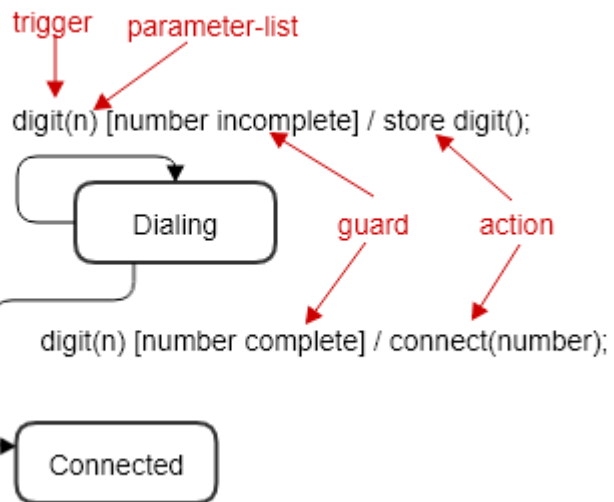 trigger
parameter-list
digit(n) [number incomplete] / store digit();
Dialing
guard
action
digit(n) [number complete] / connect(number);
Connected